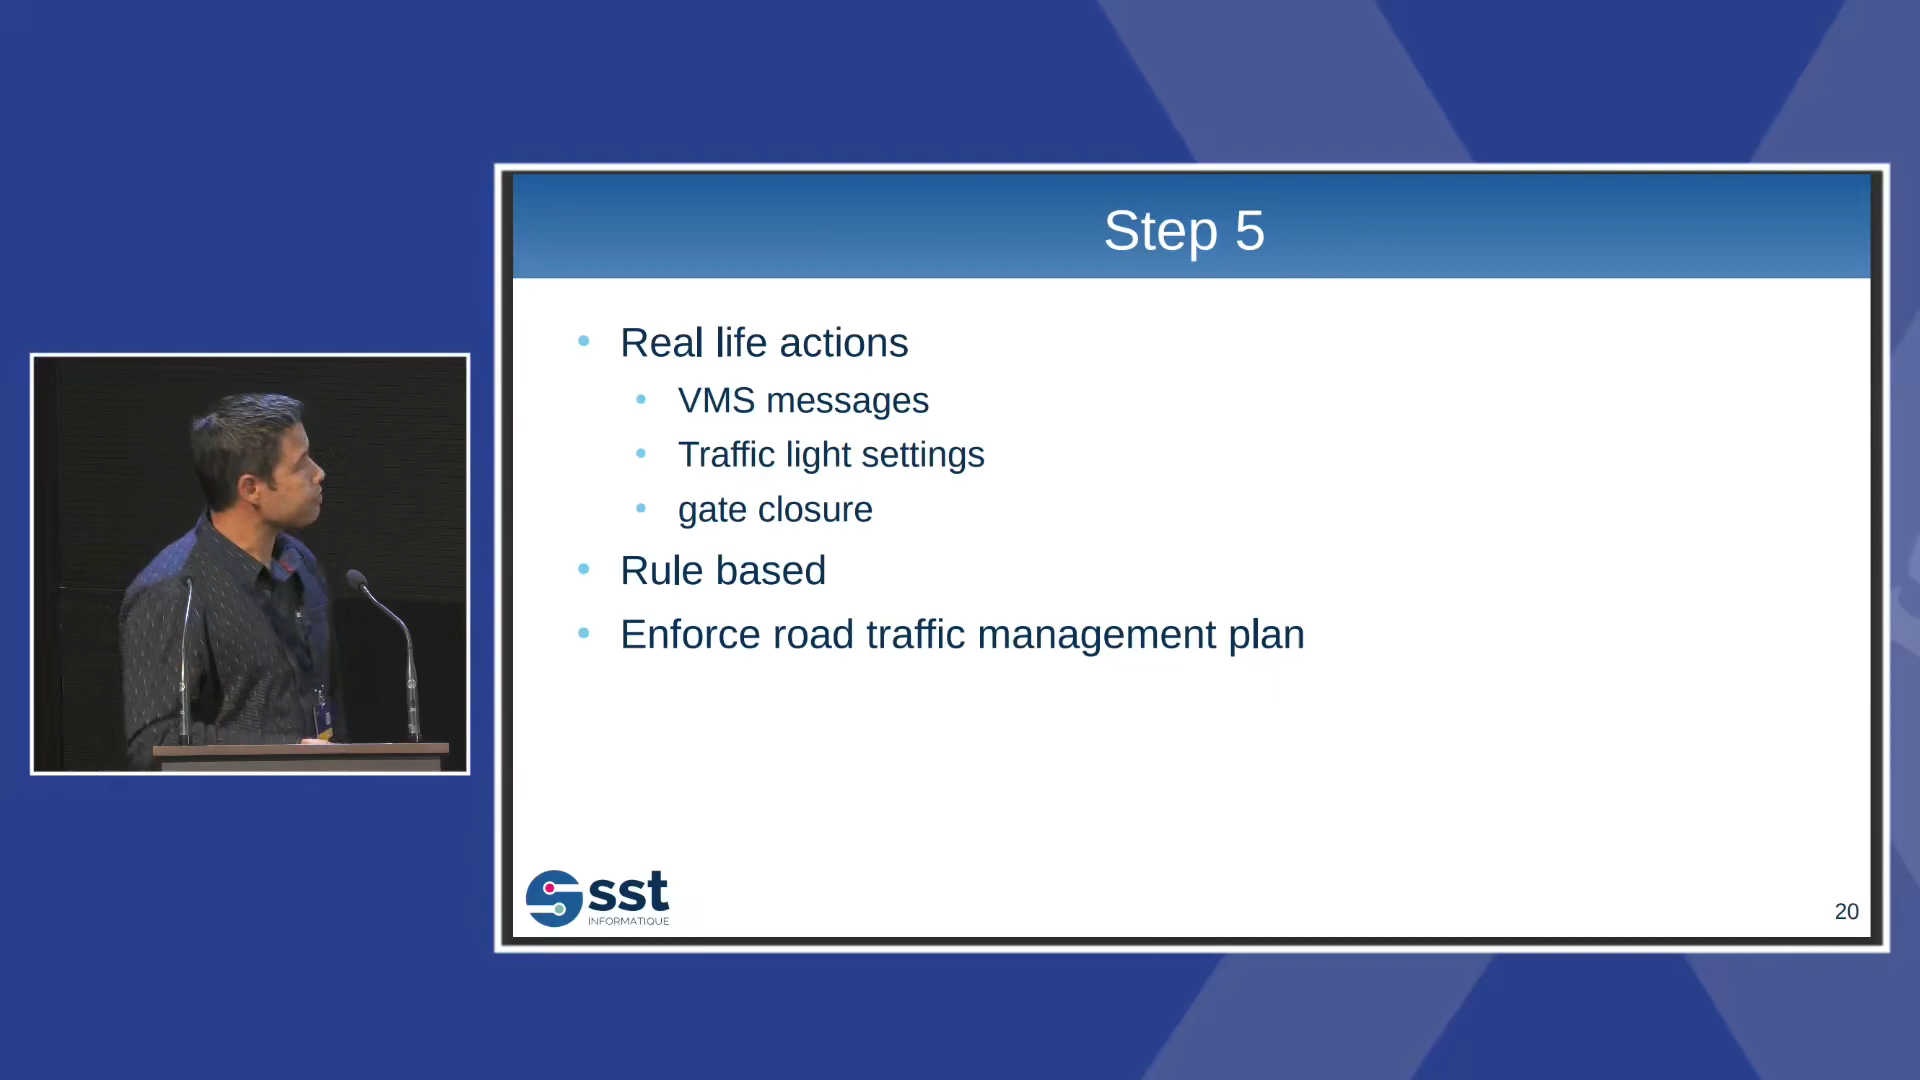 Step 5
Real life actions
VMS messages
Traffic light settings
gate closure
Rule based
Enforce road traffic management plan
sst
INFORMATIQUE
20